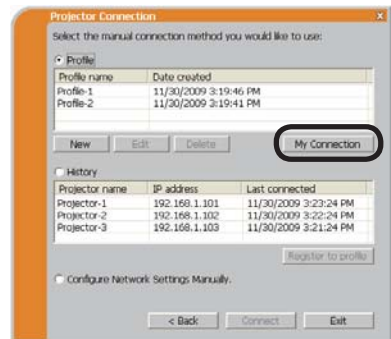 Projector Connection
Select the manual connection method you would like to use:
Profile
Profile name Date created
Profile-1 11/30/2009 3:19:46 PM
Profile-2 11/30/2009 3:19:41 PM
New Edit Delete My Connection
History
Projector name IP address Last connected
Projector-1 192.168.1.101 11/30/2009 3:23:24 PM
Projector-2 192.168.1.102 11/30/2009 3:22:24 PM
Projector-3 192.168.1.103 11/30/2009 3:21:24 PM
Register to profile
Configure Network Settings Manually.
< Back Connect Exit